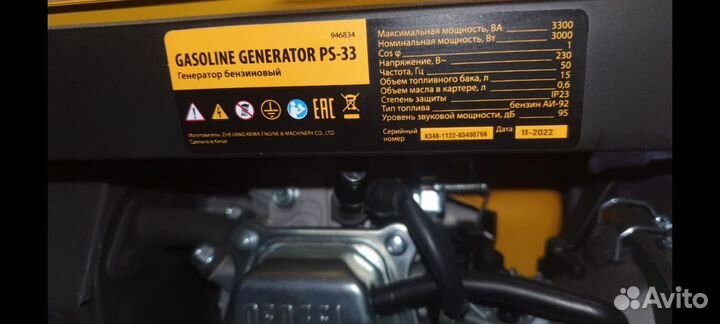 946834
GASOLINE GENERATOR PS-33
Генератор бензиновый
EAC
Изготовитель: ZHEJIANG KEMA ENGINE & MACHINERY CO., LTD.
Сделано в Китае
Максимальная мощность, ВА 3300
Номинальная мощность, Вт 3000
Cos φ 1
Напряжение, В~ 230
Частота, Гц 50
Объем топливного бака, л 15
Объем масла в картере, л 0,6
Степень защиты IP23
Тип топлива бензин АИ-92
Уровень звуковой мощности, дБ 95
Серийный номер K348-1122-83400766 Дата 11-2022
DENZEL
Avito